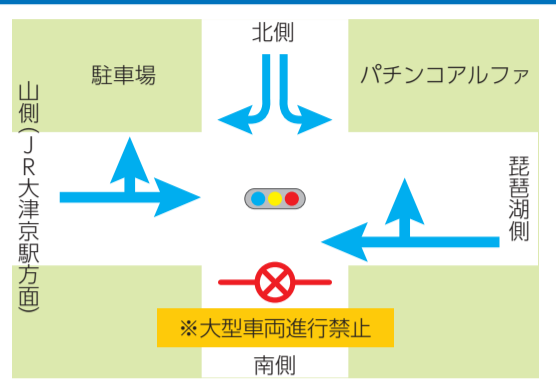 北側
駐車場
パチンコアルファ
山側(JR大津京駅方面)
琵琶湖側
※大型車両進行禁止
南側